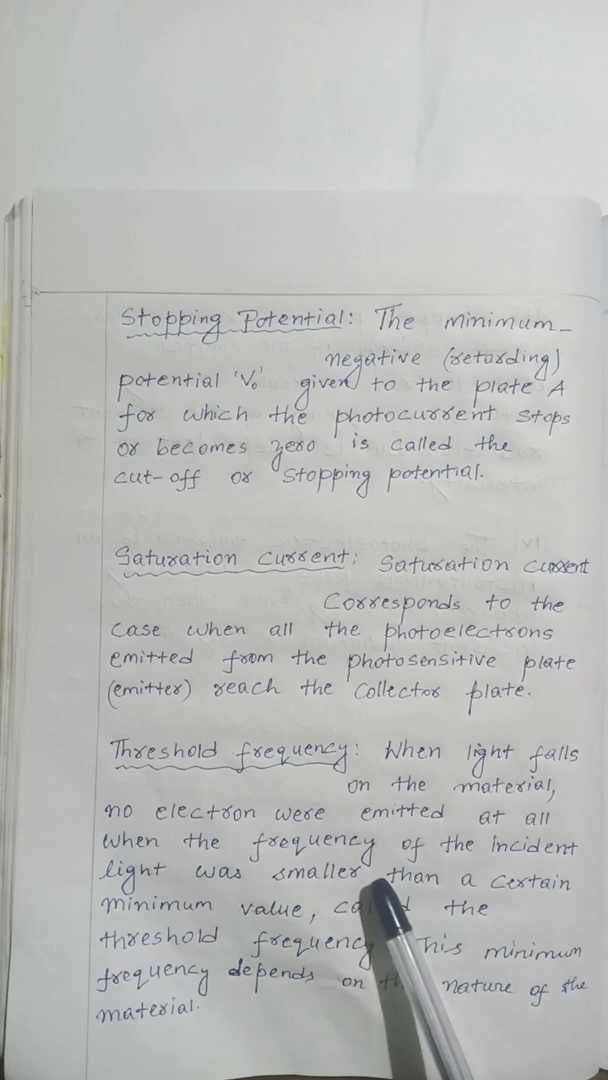 Stopping Potential: The minimum-
negative (retarding)
potential 'V₀' given to the plate A
for which the photocurrent stops
or becomes zero is called the
cut-off or stopping potential.
Saturation current: Saturation current
Corresponds to the
case when all the photoelectrons
emitted from the photosensitive plate
(emitter) reach the collector plate.
Threshold frequency: When light falls
on the material,
no electron were emitted at all
when the frequency of the incident
light was smaller than a certain
minimum value, the
threshold frequency This minimum
frequency depends on nature of the
material.